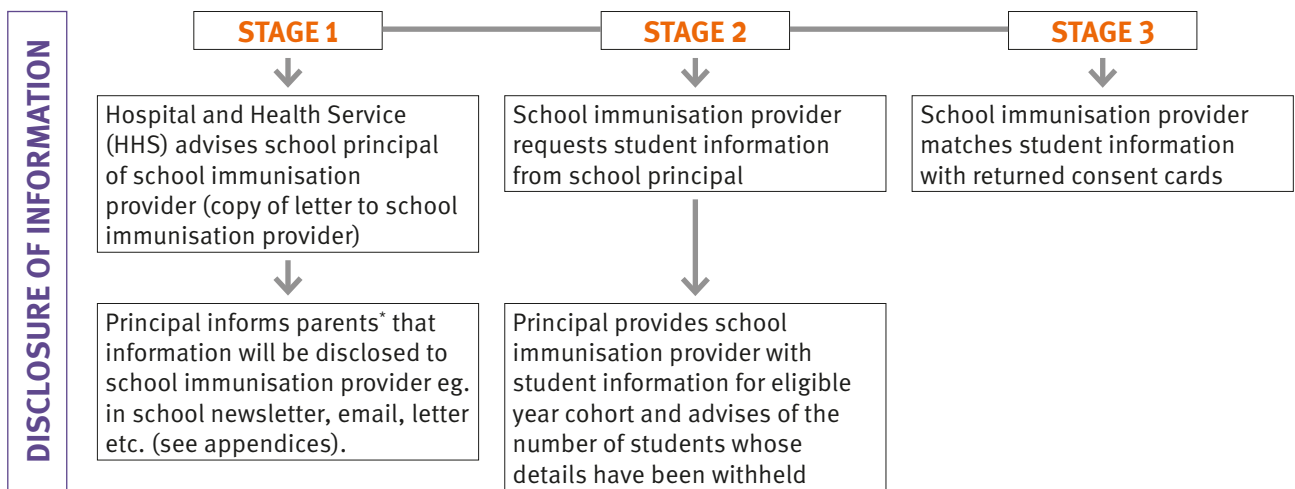 DISCLOSURE OF INFORMATION
STAGE 1
Hospital and Health Service
(HHS) advises school principal
of school immunisation
provider (copy of letter to school
immunisation provider)
Principal informs parents* that
information will be disclosed to
school immunisation provider eg.
in school newsletter, email, letter
etc. (see appendices).
STAGE 2
School immunisation provider
requests student information
from school principal
Principal provides school
immunisation provider with
student information for eligible
year cohort and advises of the
number of students whose
details have been withheld
STAGE 3
School immunisation provider
matches student information
with returned consent cards